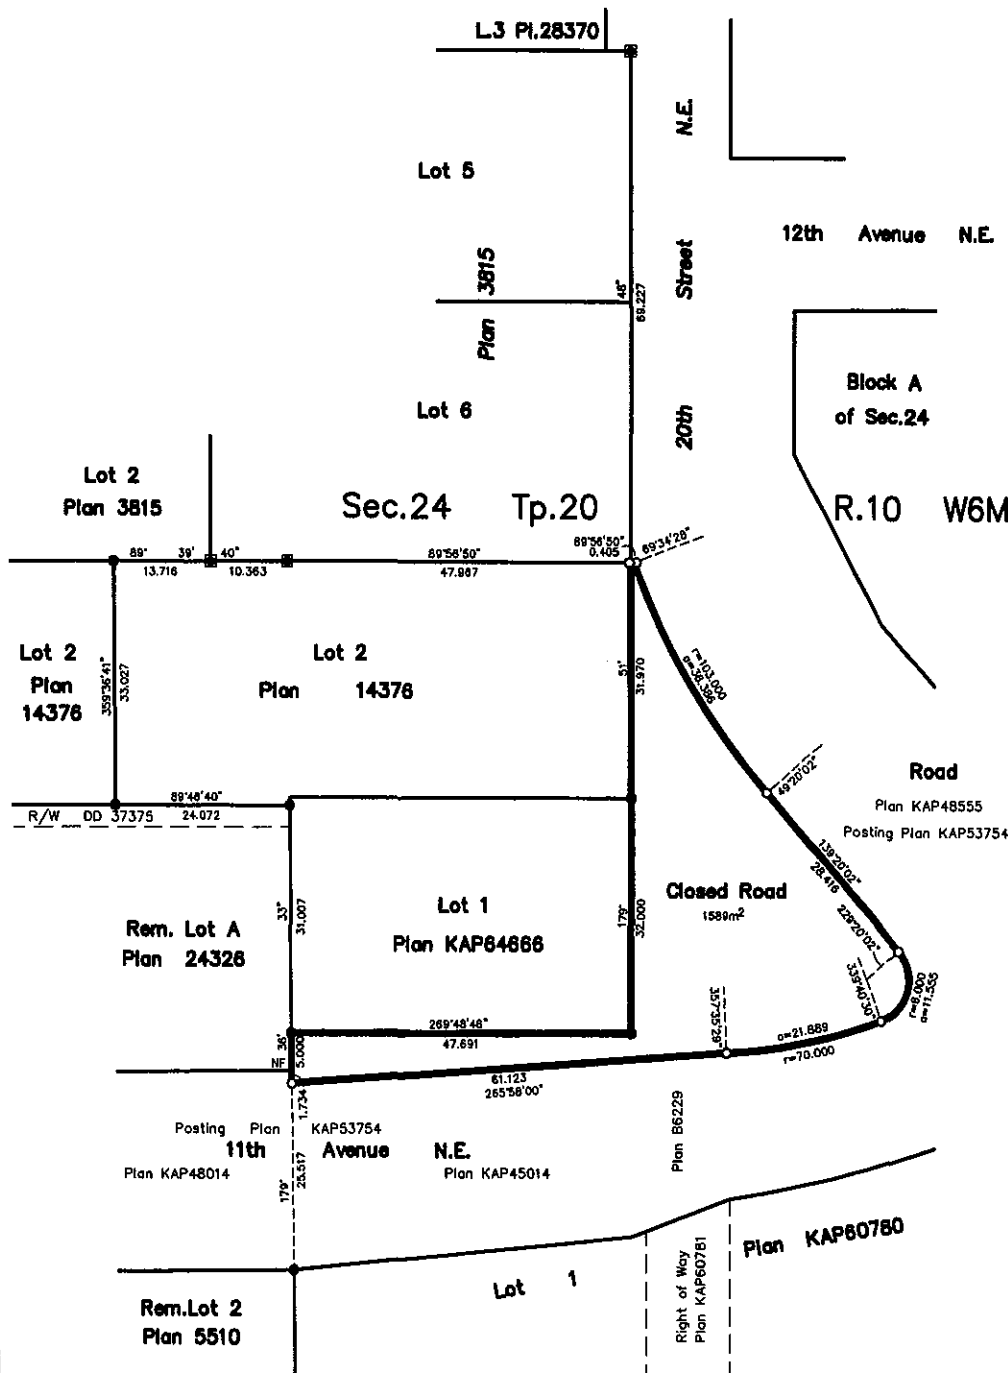 L.3 Pl.28370
N.E.
Lot 5
12th Avenue N.E.
Street
Plan 3815
48"
69.227
Block A
of Sec.24
Lot 6
20th
Lot 2
Plan 3815
Sec.24 Tp.20 R.10 W6M
89° 39' 40"
13.716 10.363
89°56'50"
47.967
89°56'50"
0.405
69°34'28"
Lot 2
Plan
14376
359°36'41"
33.027
Lot 2
Plan 14376
51"
31.970
r=103.000
a=36.386
49°20'02"
Road
Plan KAP48555
Posting Plan KAP53754
89°48'40"
24.072
R/W DD 37375
139°20'02"
28.416
Closed Road
1589m²
Lot 1
Plan KAP64666
33"
31.007
179°
32.000
Rem. Lot A
Plan 24326
229°20'02"
339°40'30"
r=8.000
a=11.555
357°35'29"
269°48'46"
47.691
36'
5.000
NF
a=21.889
r=70.000
61.123
265°58'00"
1.734
Posting Plan KAP53754
11th Avenue N.E.
Plan KAP48014
Plan KAP45014
Plan B6229
179°
25.517
Plan KAP60780
Lot 1
Right of Way
Plan KAP60781
Rem.Lot 2
Plan 5510